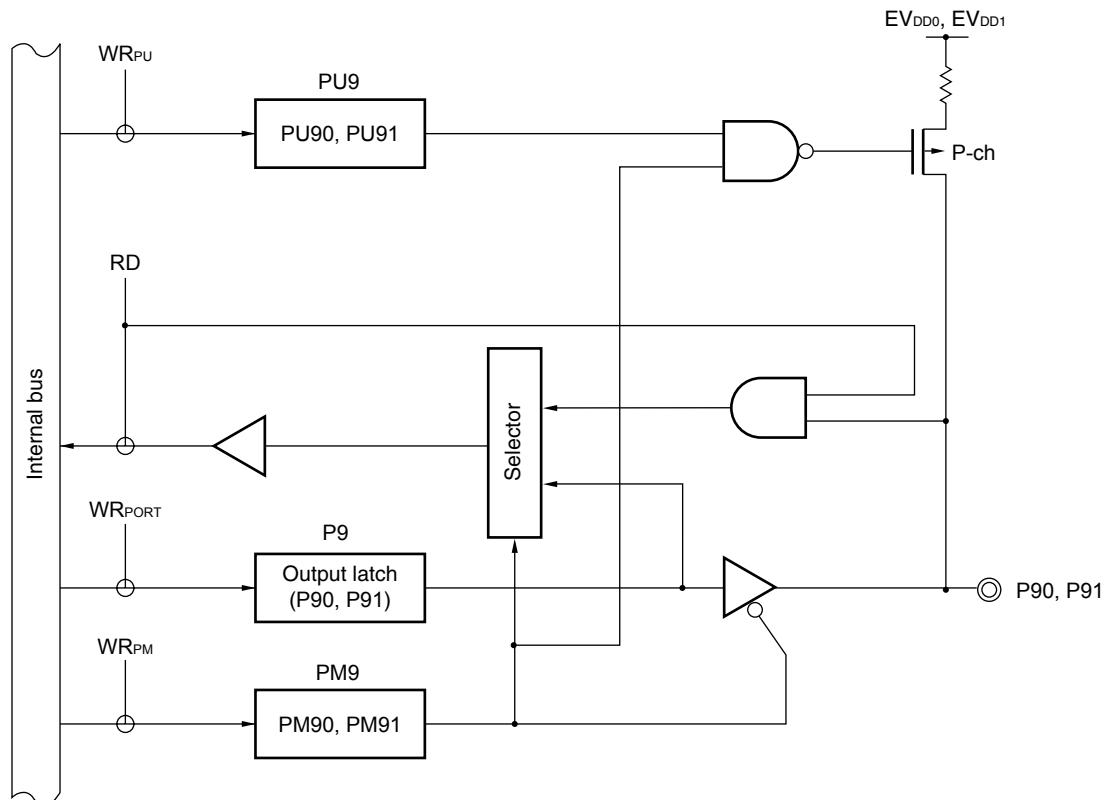 EVDD0, EVDD1
WRPU
PU9
PU90, PU91
P-ch
RD
Internal bus
Selector
WRPORT
P9
Output latch
(P90, P91)
P90, P91
WRPM
PM9
PM90, PM91